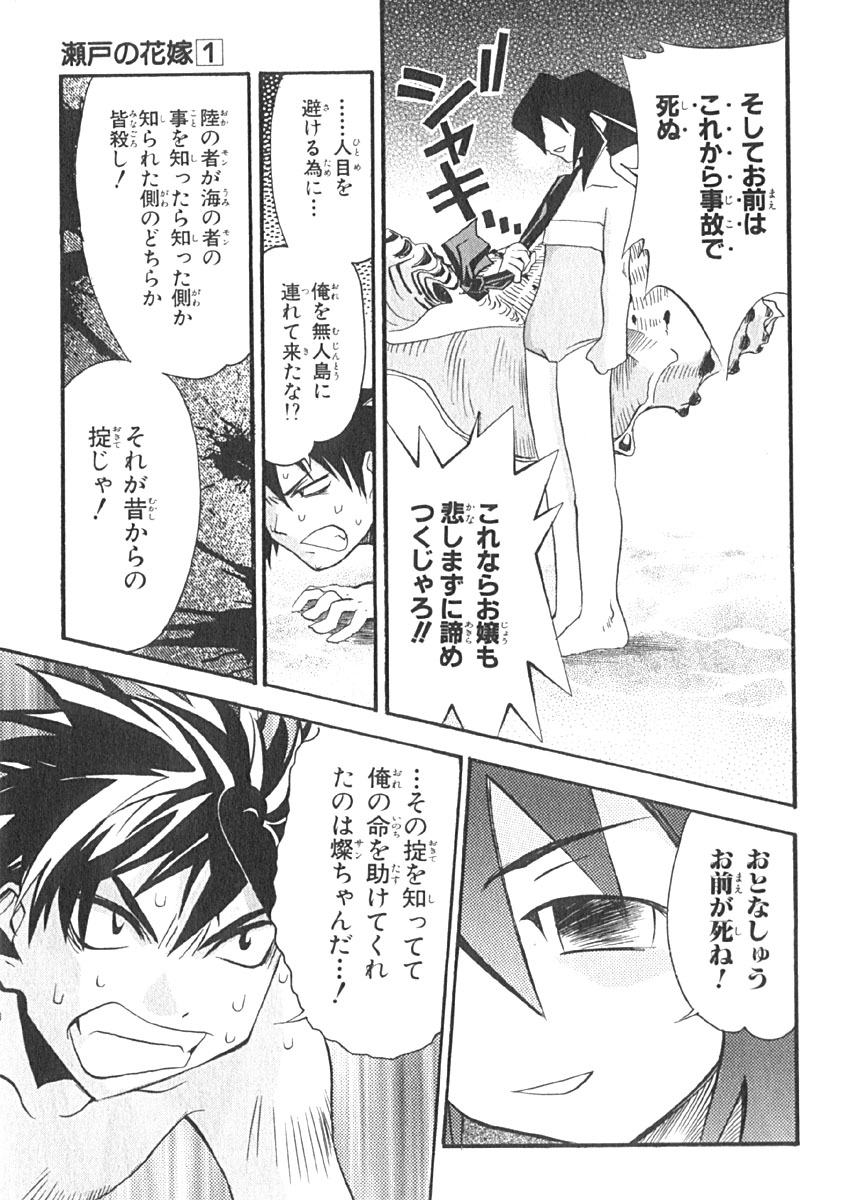 瀬戸の花嫁1
そしてお前は
これから事故で
死ぬ
ジャキッ
これならお嬢も
悲しまずに諦め
つくじゃろ!!
……人目を
避ける為に…
俺を無人島に
連れて来たな!?
陸の者が海の者の
事を知ったら知った側か
知られた側のどちらか
皆殺し!
それが昔からの
掟じゃ!
おとなしゅう
お前が死ね!
…その掟を知ってて
俺の命を助けてくれ
たのは燦ちゃんだ…!